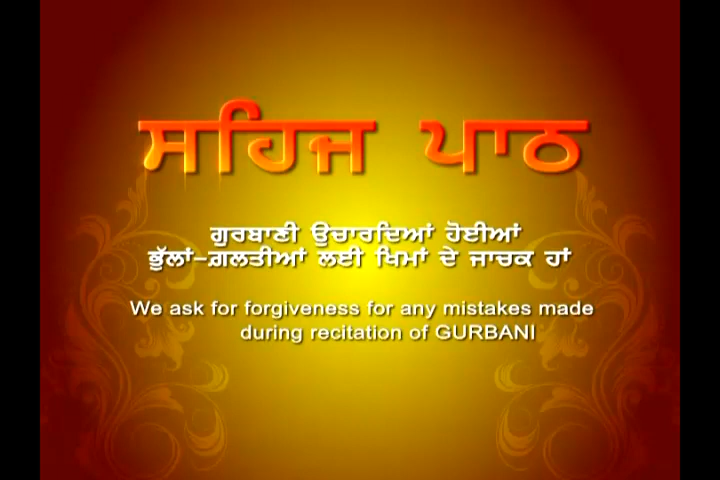 ਸਹਿਜ ਪਾਠ
ਗੁਰਬਾਣੀ ਉਚਾਰਦਿਆਂ ਹੋਈਆਂ
ਭੁੱਲਾਂ-ਗ਼ਲਤੀਆਂ ਲਈ ਖਿਮਾਂ ਦੇ ਜਾਚਕ ਹਾਂ
We ask for forgiveness for any mistakes made
during recitation of GURBANI